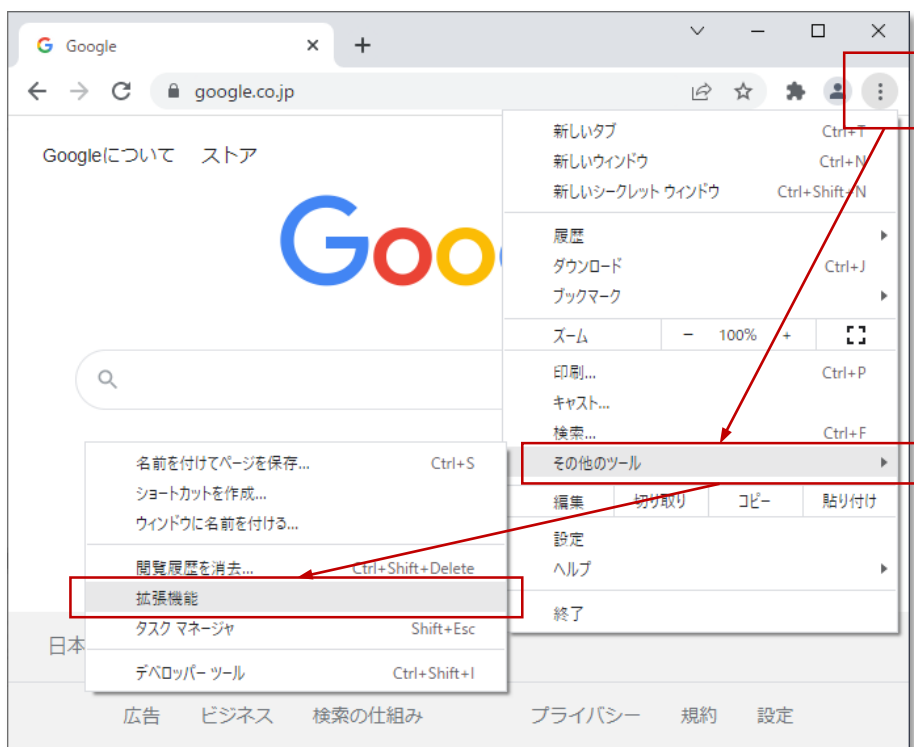 Google
google.co.jp
Googleについて ストア
Goo
新しいタブ Ctrl+T
新しいウィンドウ Ctrl+N
新しいシークレット ウィンドウ Ctrl+Shift+N
履歴
ダウンロード Ctrl+J
ブックマーク
ズーム - 100% +
印刷... Ctrl+P
キャスト...
検索... Ctrl+F
その他のツール
編集 切り取り コピー 貼り付け
設定
ヘルプ
終了
名前を付けてページを保存... Ctrl+S
ショートカットを作成...
ウィンドウに名前を付ける...
閲覧履歴を消去... Ctrl+Shift+Delete
拡張機能
タスク マネージャ Shift+Esc
デベロッパー ツール Ctrl+Shift+I
日本
広告 ビジネス 検索の仕組み プライバシー 規約 設定